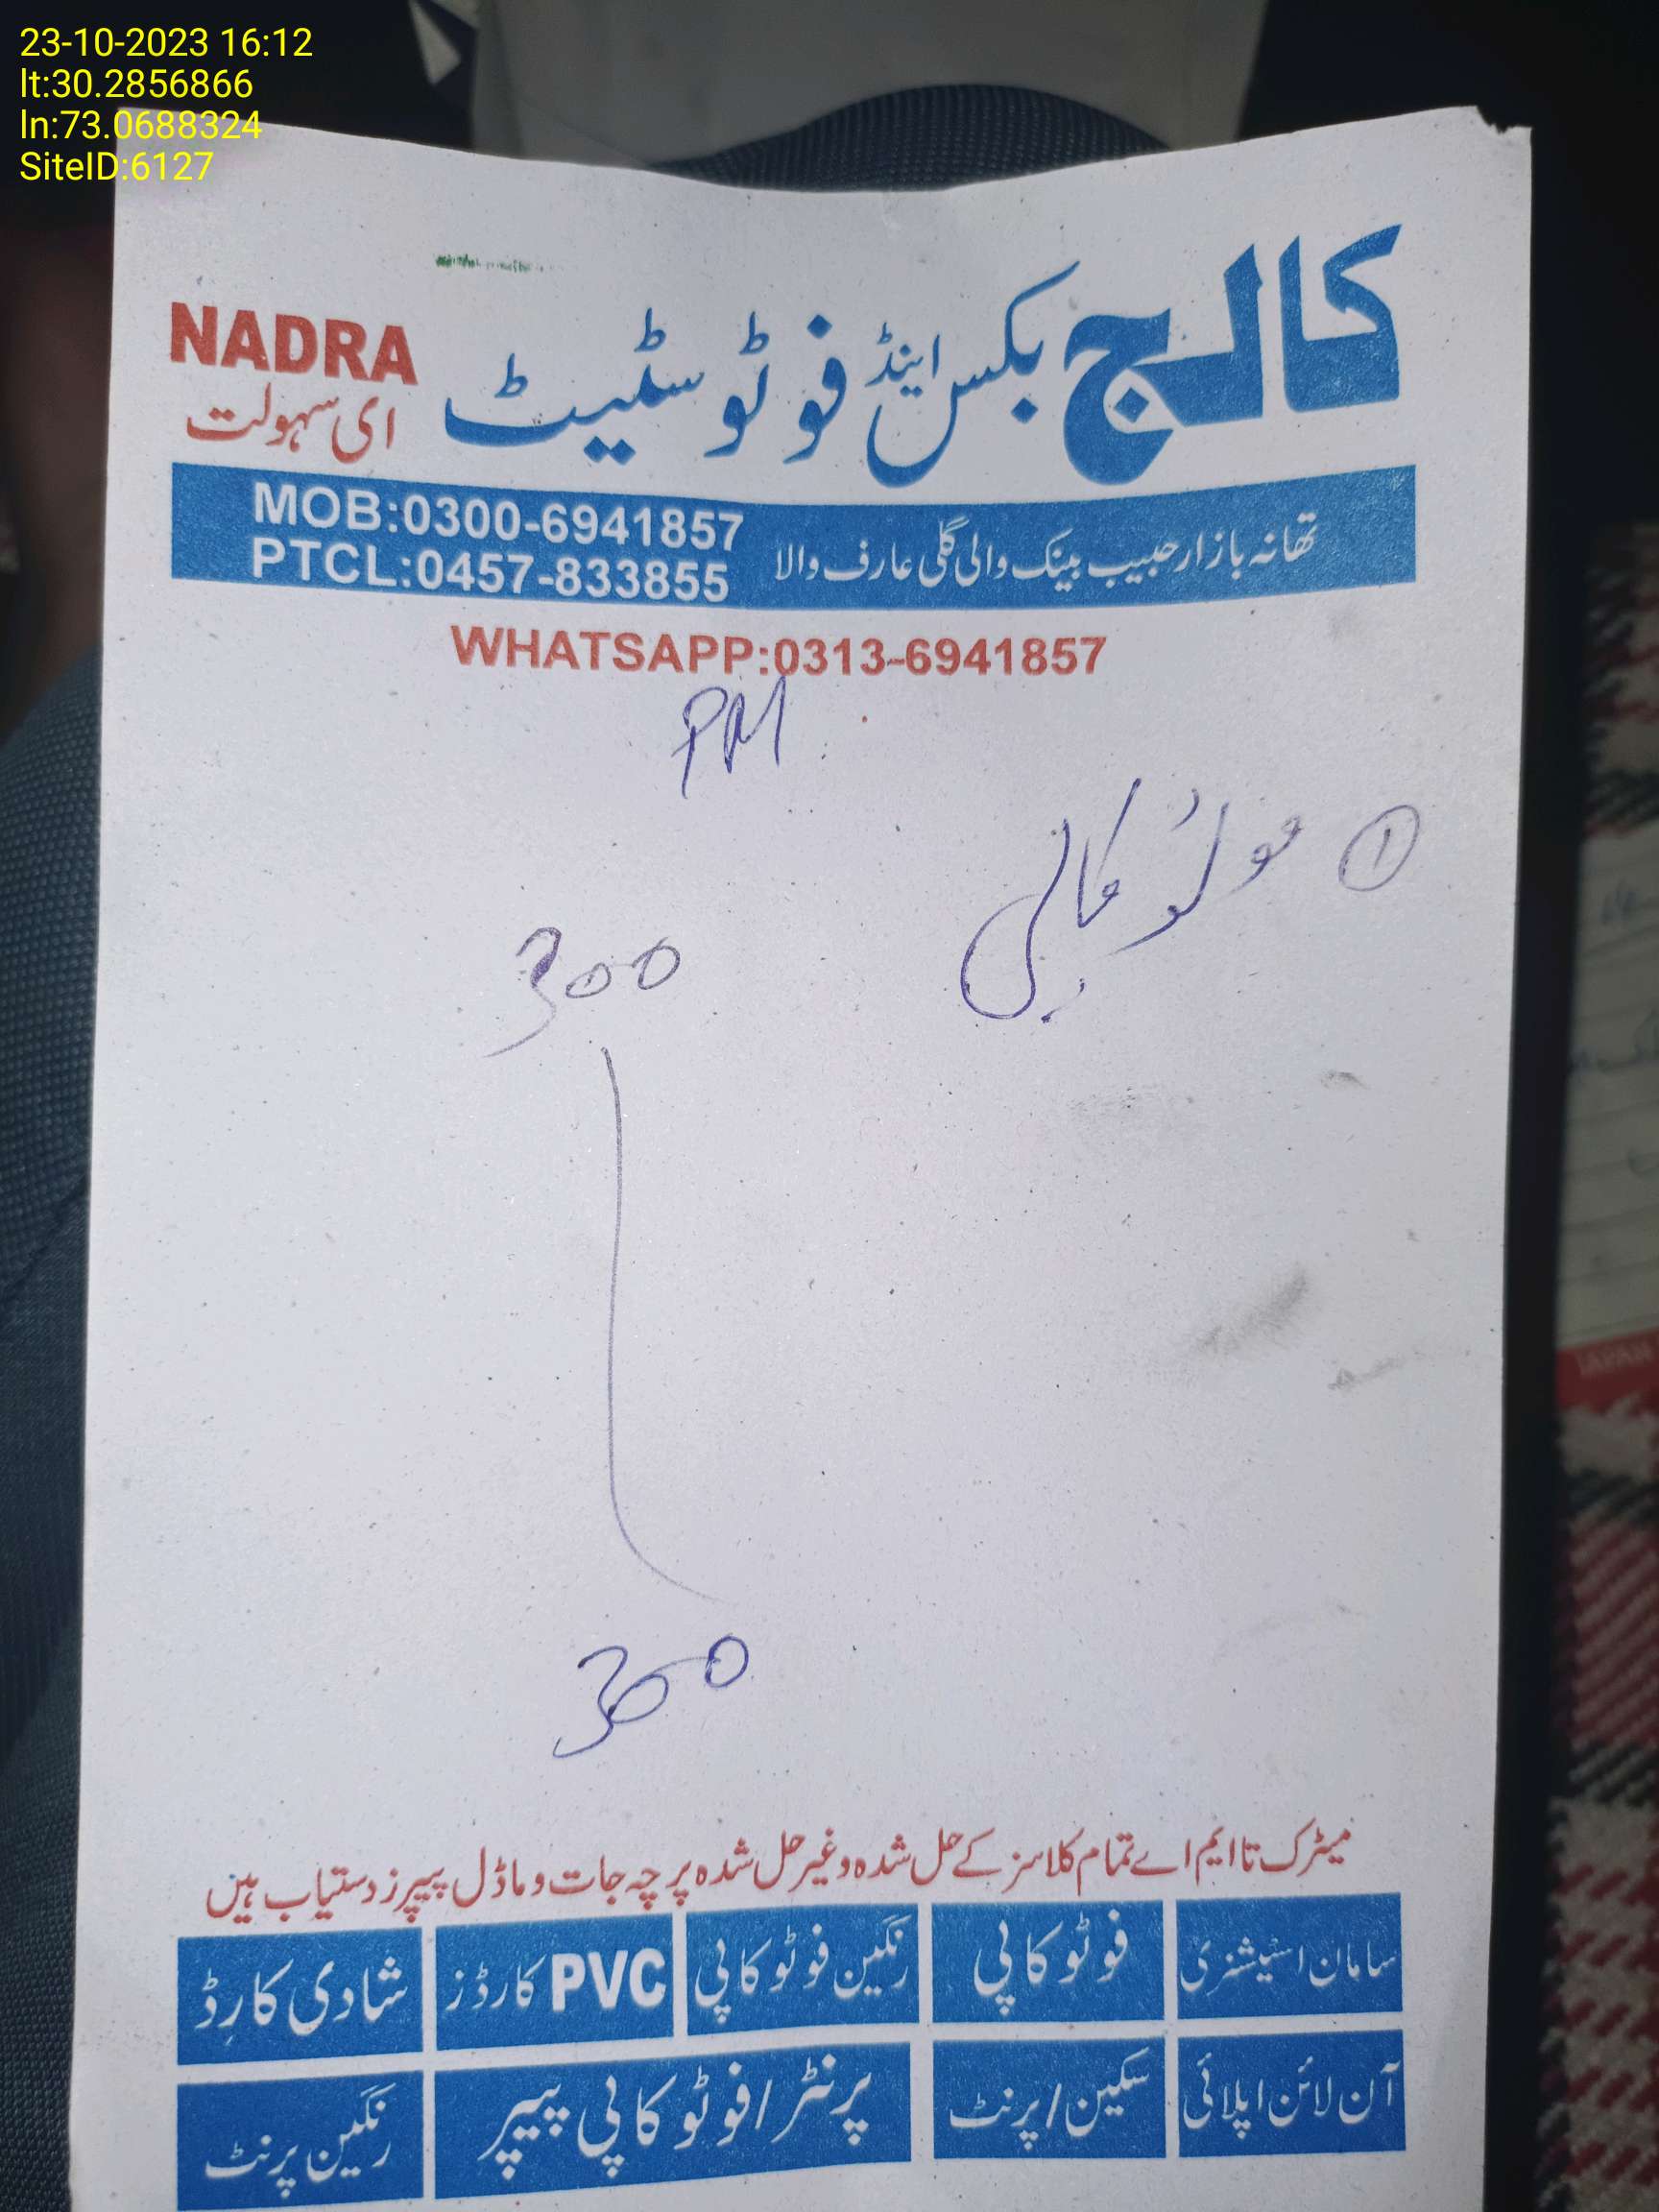 23-10-2023 16:12
lt:30.2856866
ln:73.0688324
SiteID:6127
کالج بکس اینڈ فوٹو سٹیٹ
NADRA
ای سہولت
تھانہ بازار حبیب بینک والی گلی عارف والا
MOB:0300-6941857
PTCL:0457-833855
WHATSAPP:0313-6941857
PM
① فوٹو کاپی
300
300
میٹرک تا ایم اے تمام کلاسز کے حل شدہ و غیر حل شدہ پرچہ جات و ماڈل پیپرز دستیاب ہیں
سامان اسٹیشنری فوٹو کاپی رنگین فوٹو کاپی PVC کارڈز شادی کارڈ
آن لائن اپلائی سکین/پرنٹ پرنٹر/فوٹو کاپی پیپر رنگین پرنٹ